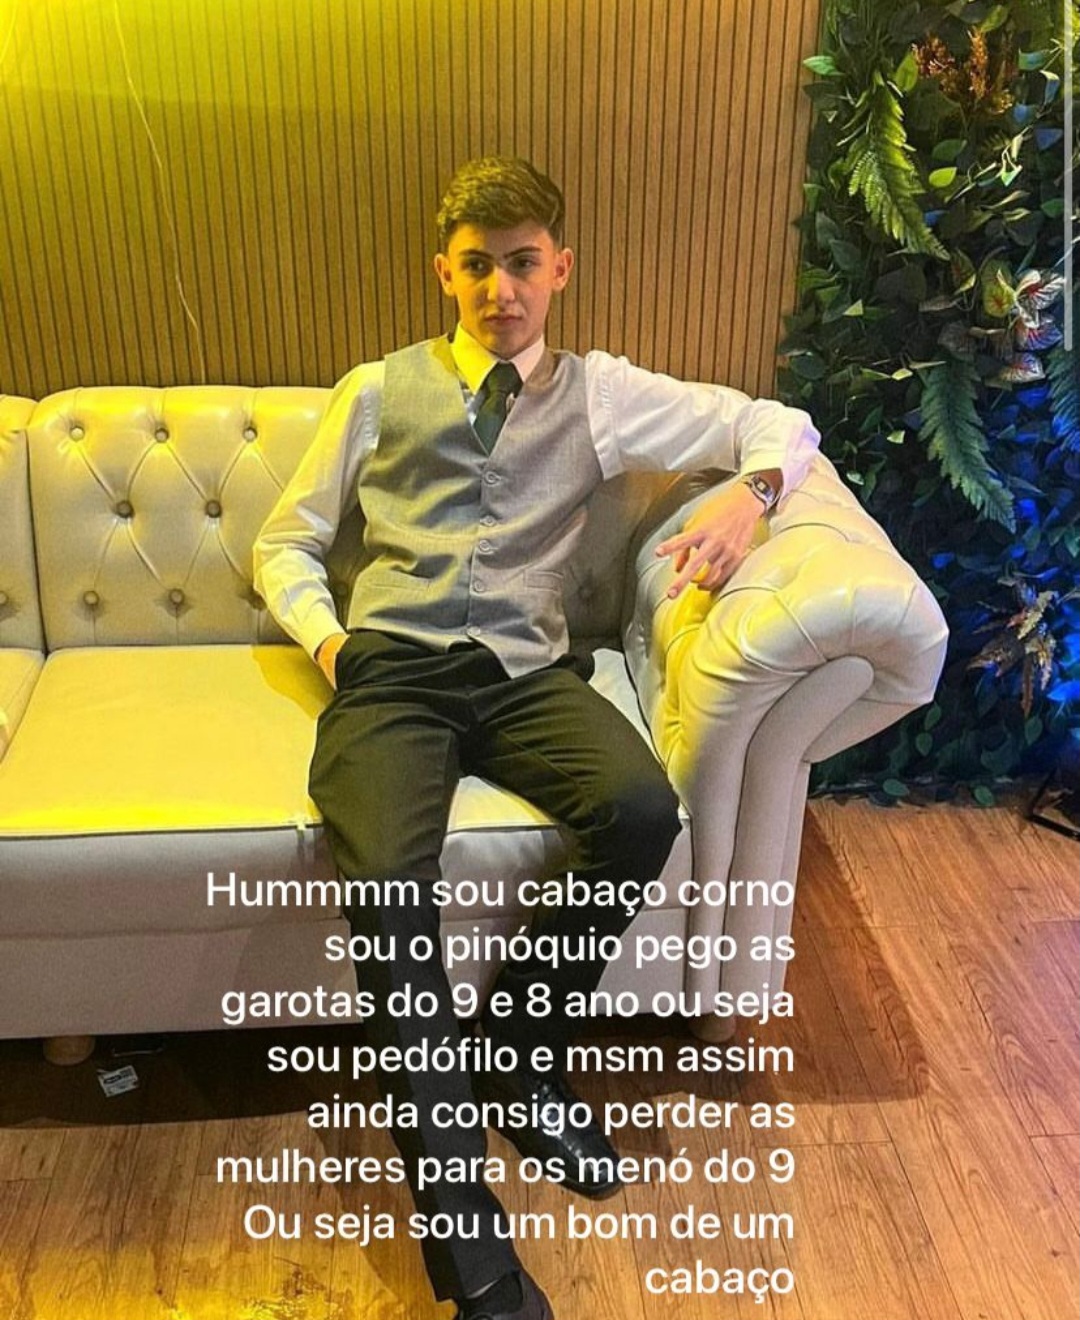 Hummmm sou cabaço corno
sou o pinóquio pego as
garotas do 9 e 8 ano ou seja
sou pedófilo e msm assim
ainda consigo perder as
mulheres para os menó do 9
Ou seja sou um bom de um
cabaço